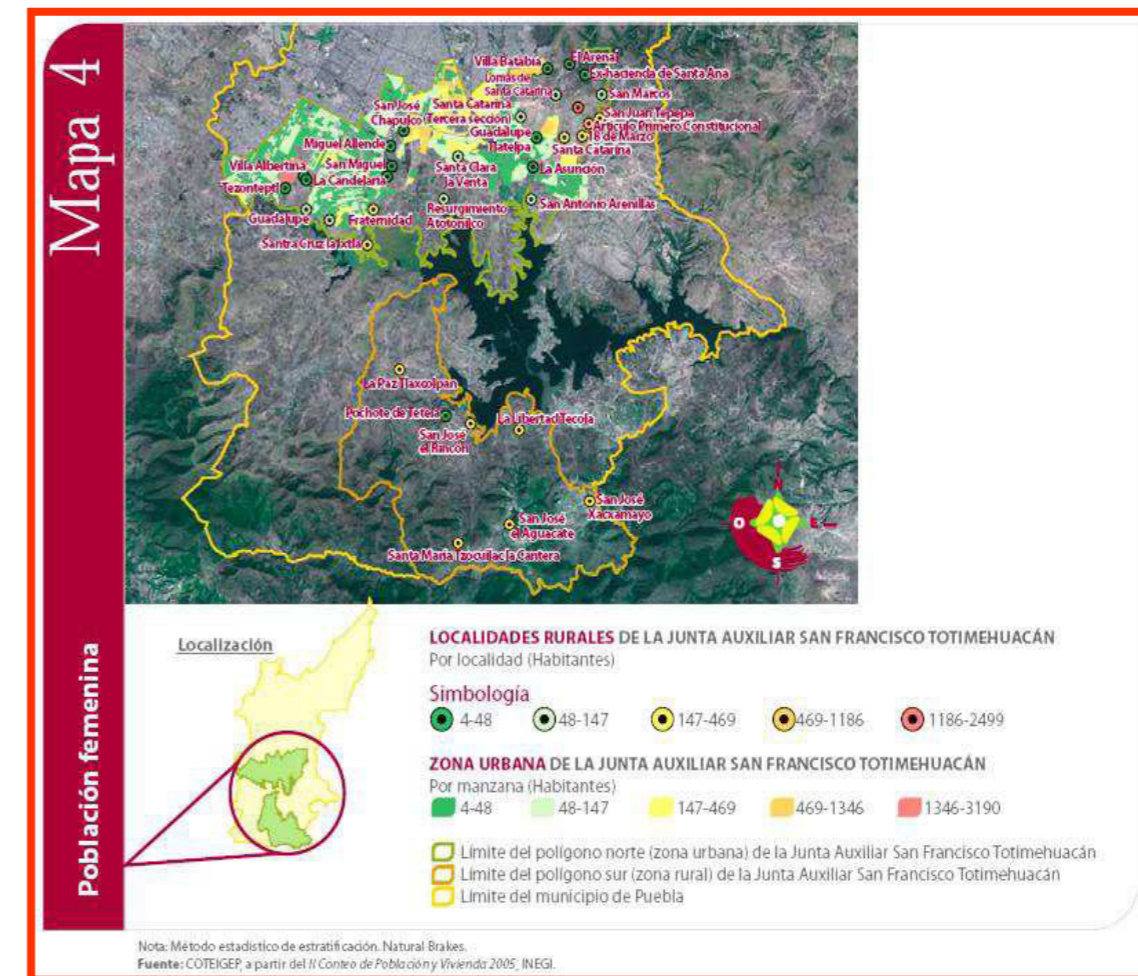 Mapa 4
Población femenina
Villa Batabia
El Arenal
Ex-hacienda de Santa Ana
Lomas de
Santa Catarina
San Marcos
San José
Chapulco
Santa Catarina
(Tercera sección)
San Juan Tepepa
Artículo Primero Constitucional
Guadalupe
Tlatelpa
18 de Marzo
Santa Catarina
Miguel Allende
Villa Albertina
San Miguel
La Candelaria
Santa Clara
la Venta
La Asunción
Tezonteptl
Guadalupe
Fraternidad
Resurgimiento
Atotonilco
San Antonio Arenillas
Santra Cruz la Ixtla
La Paz Tlaxcolpan
Pochote de Tetela
San José
el Rincón
La Libertad Tecola
San José
Xacxamayo
San José
el Aguacate
Santa María Tzocuilac la Cantera
N
O
E
S
Localización
LOCALIDADES RURALES DE LA JUNTA AUXILIAR SAN FRANCISCO TOTIMEHUACÁN
Por localidad (Habitantes)
Simbología
4-48 48-147 147-469 469-1186 1186-2499
ZONA URBANA DE LA JUNTA AUXILIAR SAN FRANCISCO TOTIMEHUACÁN
Por manzana (Habitantes)
4-48 48-147 147-469 469-1346 1346-3190
Límite del polígono norte (zona urbana) de la Junta Auxiliar San Francisco Totimehuacán
Límite del polígono sur (zona rural) de la Junta Auxiliar San Francisco Totimehuacán
Límite del municipio de Puebla
Nota: Método estadístico de estratificación. Natural Brakes.
Fuente: COTEIGEP, a partir del II Conteo de Población y Vivienda 2005, INEGI.